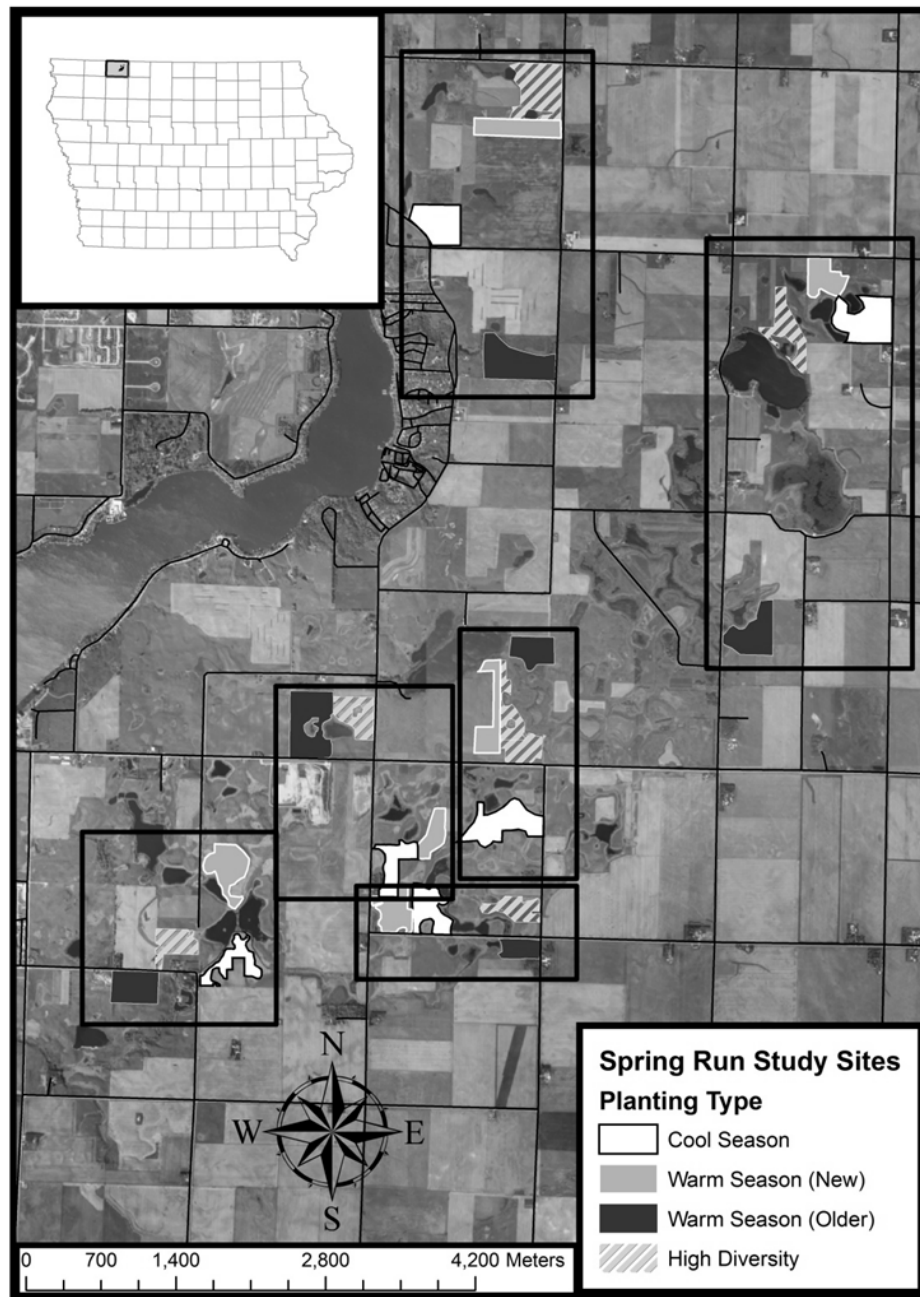 N
W E
S
0 700 1,400 2,800 4,200 Meters
Spring Run Study Sites
Planting Type
Cool Season
Warm Season (New)
Warm Season (Older)
High Diversity